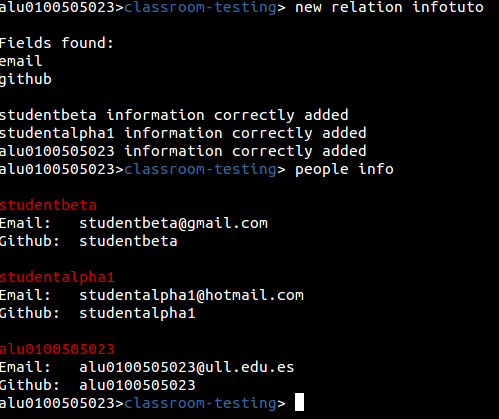 alu0100505023>classroom-testing> new relation infotuto
Fields found:
email
github
studentbeta information correctly added
studentalpha1 information correctly added
alu0100505023 information correctly added
alu0100505023>classroom-testing> people info
studentbeta
Email:   studentbeta@gmail.com
Github:  studentbeta
studentalpha1
Email:   studentalpha1@hotmail.com
Github:  studentalpha1
alu0100505023
Email:   alu0100505023@ull.edu.es
Github:  alu0100505023
alu0100505023>classroom-testing>